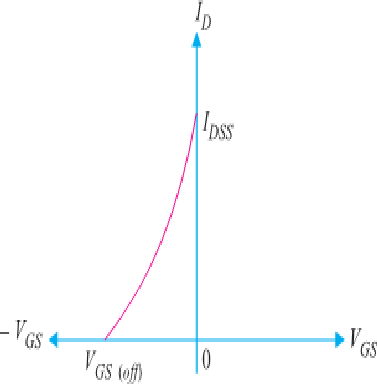 I_D
I_DSS
– V_GS
V_GS
V_GS (off)
0